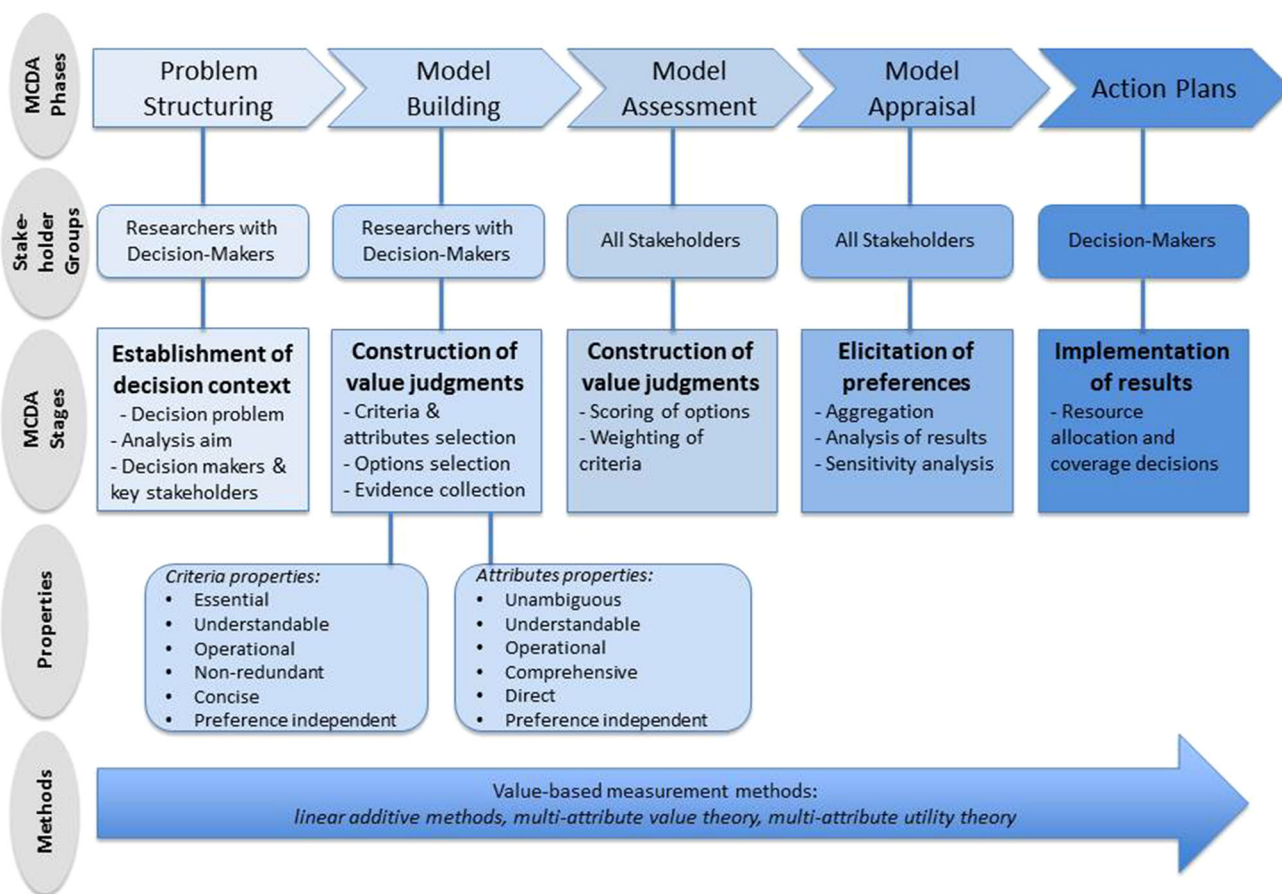 MCDA
Phases
Problem
Structuring
Model
Building
Model
Assessment
Model
Appraisal
Action Plans
Stake-
holder
Groups
Researchers with
Decision-Makers
Researchers with
Decision-Makers
All Stakeholders
All Stakeholders
Decision-Makers
MCDA
Stages
Establishment of
decision context
- Decision problem
- Analysis aim
- Decision makers &
key stakeholders
Construction of
value judgments
- Criteria &
attributes selection
- Options selection
- Evidence collection
Construction of
value judgments
- Scoring of options
- Weighting of
criteria
Elicitation of
preferences
- Aggregation
- Analysis of results
- Sensitivity analysis
Implementation
of results
- Resource
allocation and
coverage decisions
Properties
Criteria properties:
• Essential
• Understandable
• Operational
• Non-redundant
• Concise
• Preference independent
Attributes properties:
• Unambiguous
• Understandable
• Operational
• Comprehensive
• Direct
• Preference independent
Methods
Value-based measurement methods:
linear additive methods, multi-attribute value theory, multi-attribute utility theory